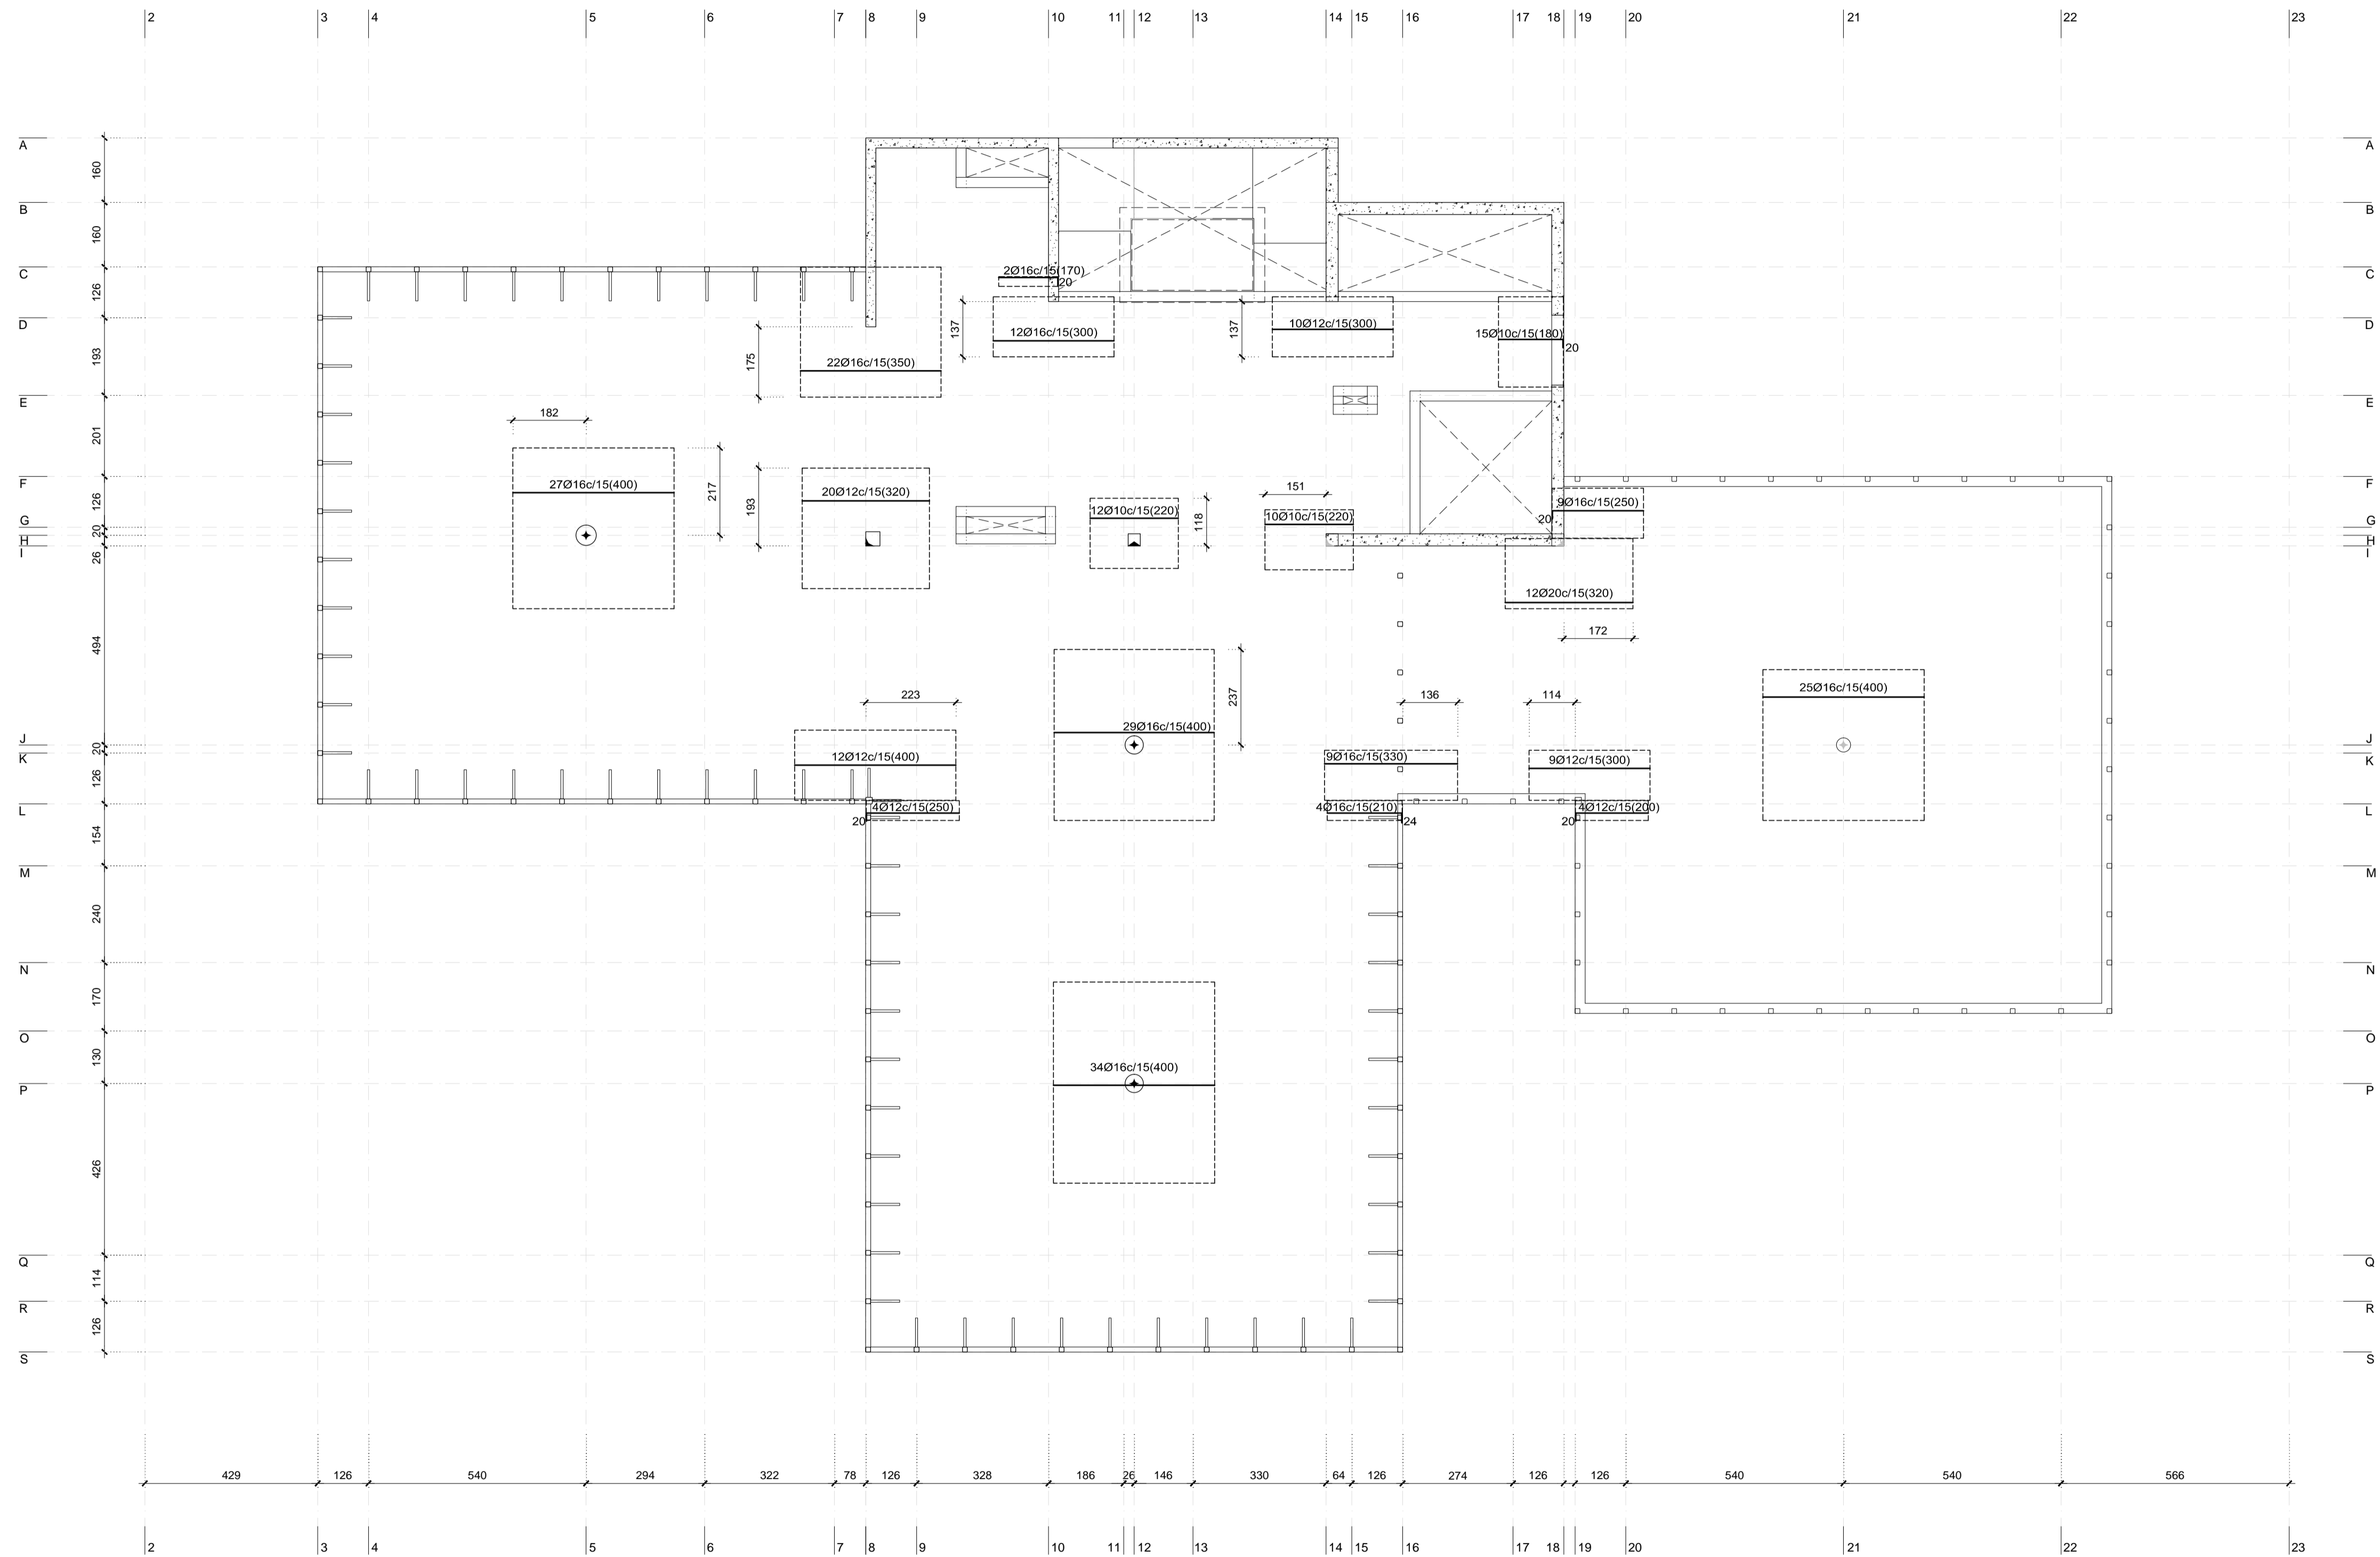 2 3 4 5 6 7 8 9 10 11 12 13 14 15 16 17 18 19 20 21 22 23
A A
160
B B
160
C C
2Ø16c/15(170)
20
126
D D
137
12Ø16c/15(300)
137
10Ø12c/15(300)
15Ø10c/15(180)
20
193
175
22Ø16c/15(350)
E E
182
201
F F
27Ø16c/15(400)
217
193
20Ø12c/15(320)
12Ø10c/15(220)
118
151
10Ø10c/15(220)
9Ø16c/15(250)
20
126
G G
20
H H
26
I I
12Ø20c/15(320)
172
494
237
223
136
114
25Ø16c/15(400)
29Ø16c/15(400)
J J
20
K K
12Ø12c/15(400)
9Ø16c/15(330)
9Ø12c/15(300)
126
L L
4Ø12c/15(250)
20
4Ø16c/15(210)
24
4Ø12c/15(200)
20
154
M M
240
N N
170
O O
130
34Ø16c/15(400)
P P
426
Q Q
114
R R
126
S S
429 126 540 294 322 78 126 328 186 26 146 330 64 126 274 126 126 540 540 566
2 3 4 5 6 7 8 9 10 11 12 13 14 15 16 17 18 19 20 21 22 23